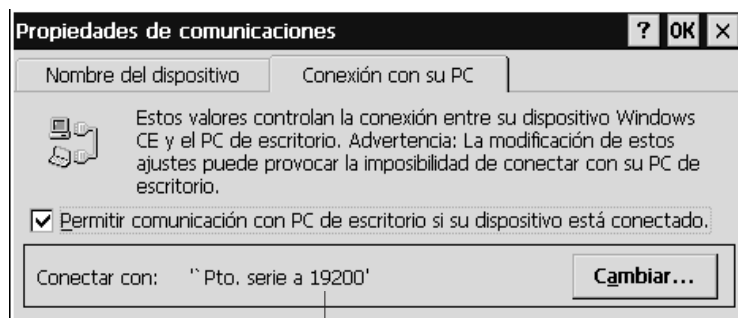 Propiedades de comunicaciones ? OK ×
Nombre del dispositivo Conexión con su PC
Estos valores controlan la conexión entre su dispositivo Windows
CE y el PC de escritorio. Advertencia: La modificación de estos
ajustes puede provocar la imposibilidad de conectar con su PC de
escritorio.
Permitir comunicación con PC de escritorio si su dispositivo está conectado.
Conectar con: '`Pto. serie a 19200' Cambiar...